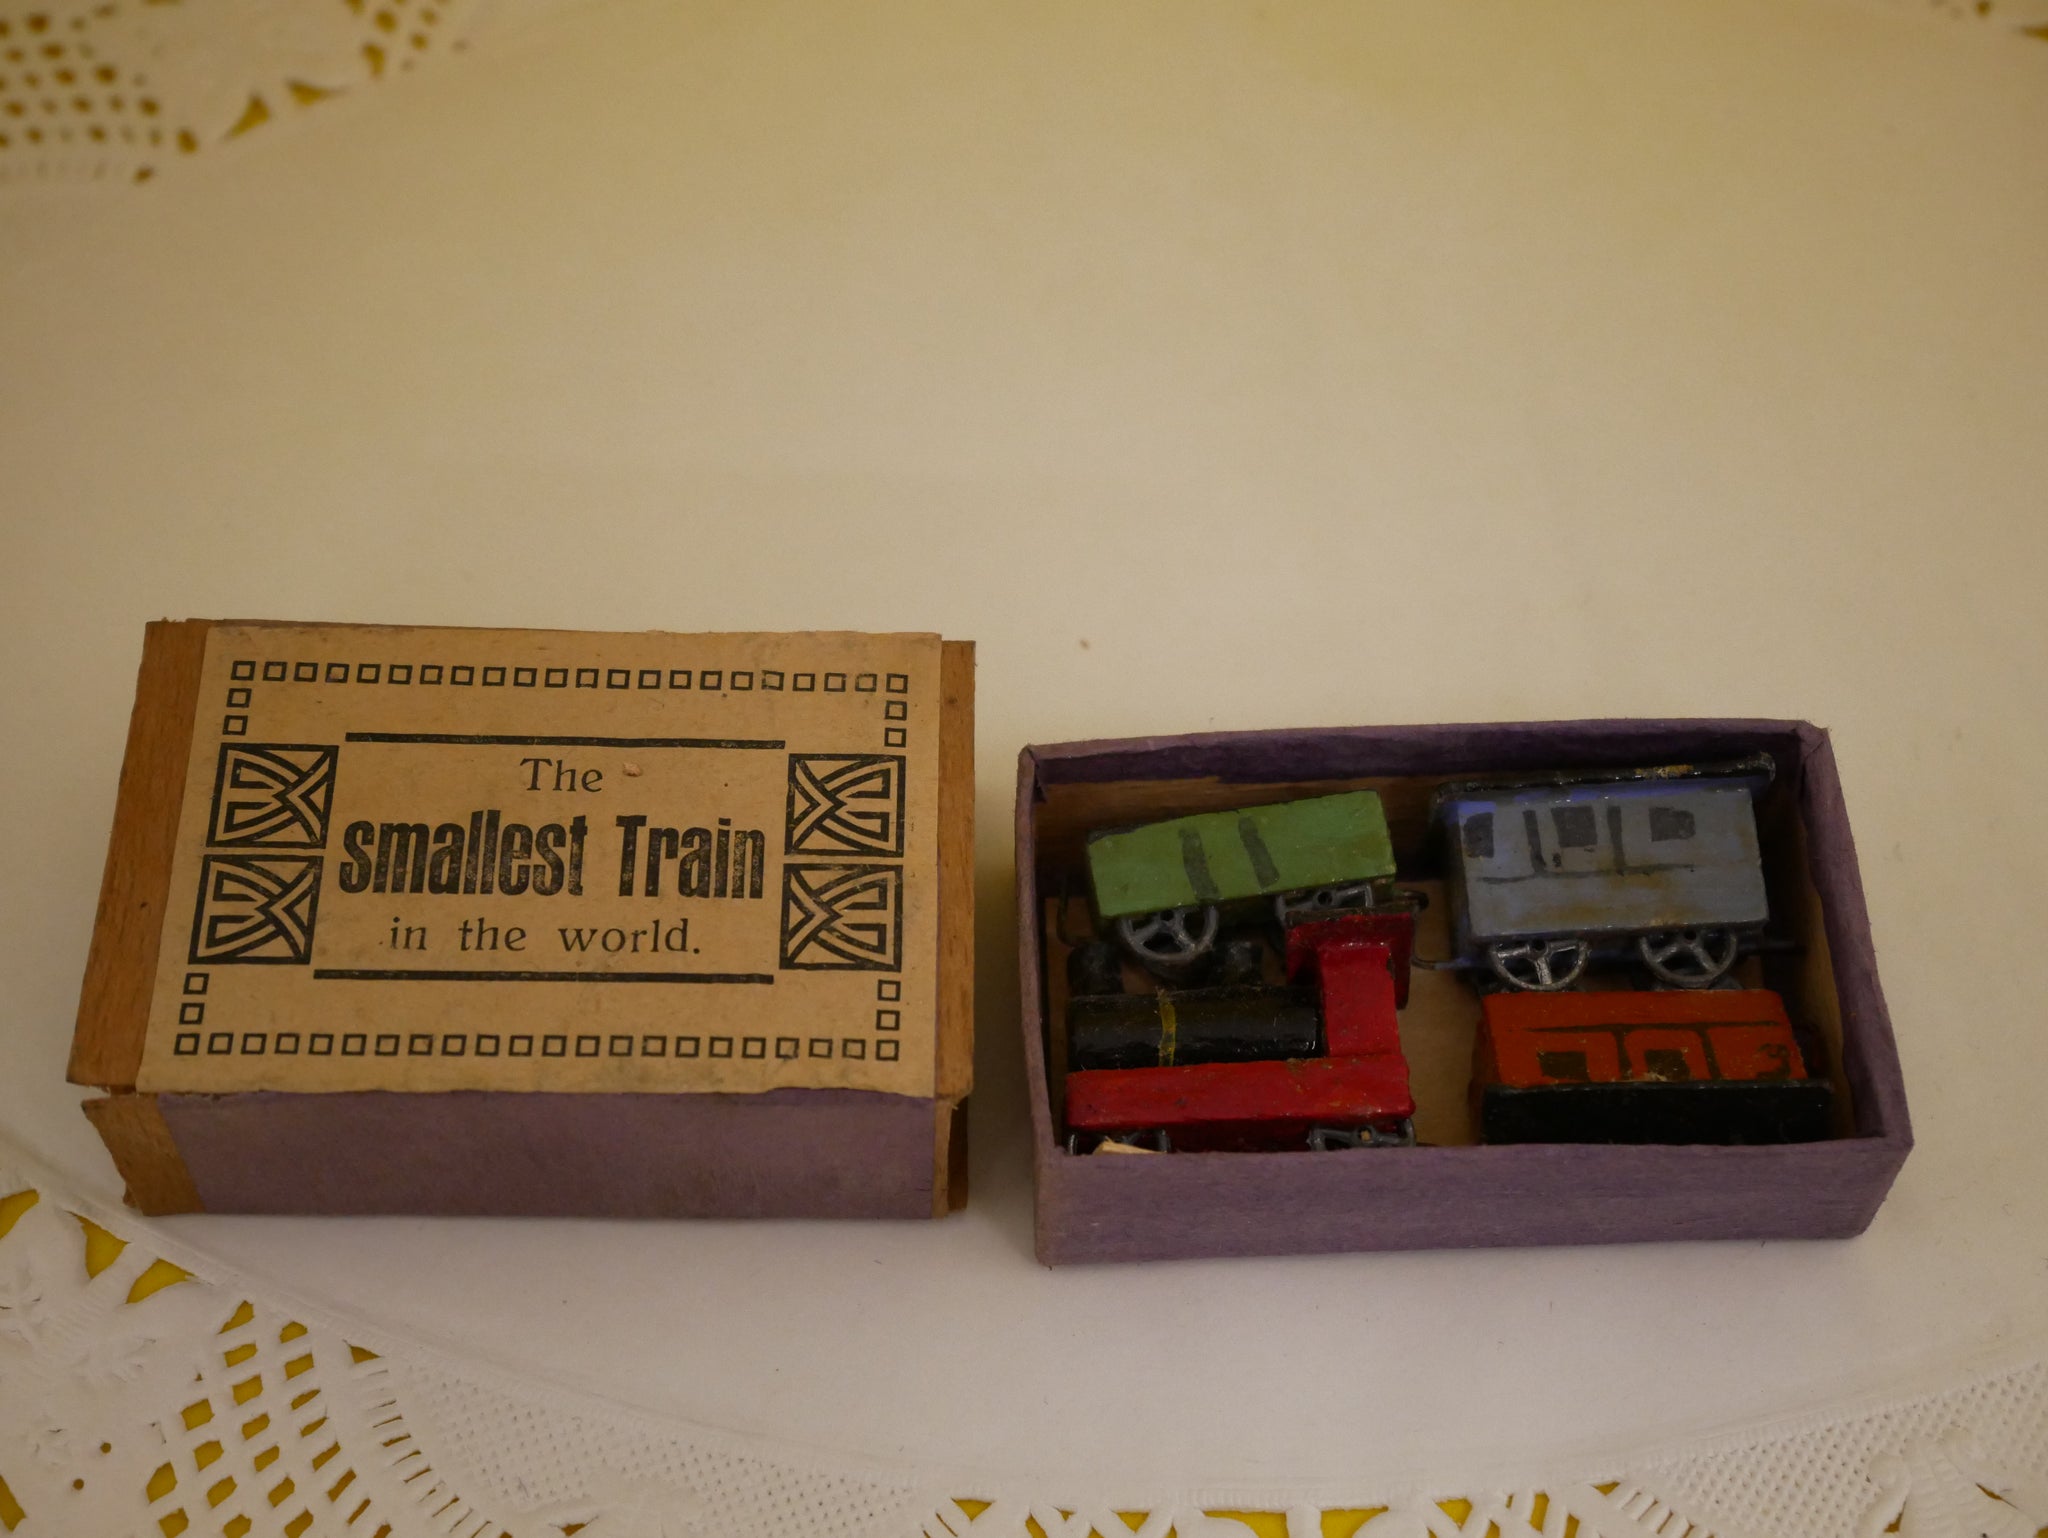 The
smallest Train
in the world.